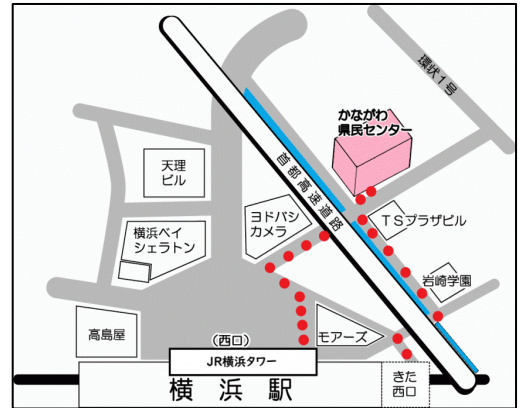 環状1号
かながわ
県民センター
首都高速道路
天理
ビル
ヨドバシ
カメラ
TSプラザビル
横浜ベイ
シェラトン
岩崎学園
高島屋
(西口)
モアーズ
JR横浜タワー
横浜駅
きた
西口